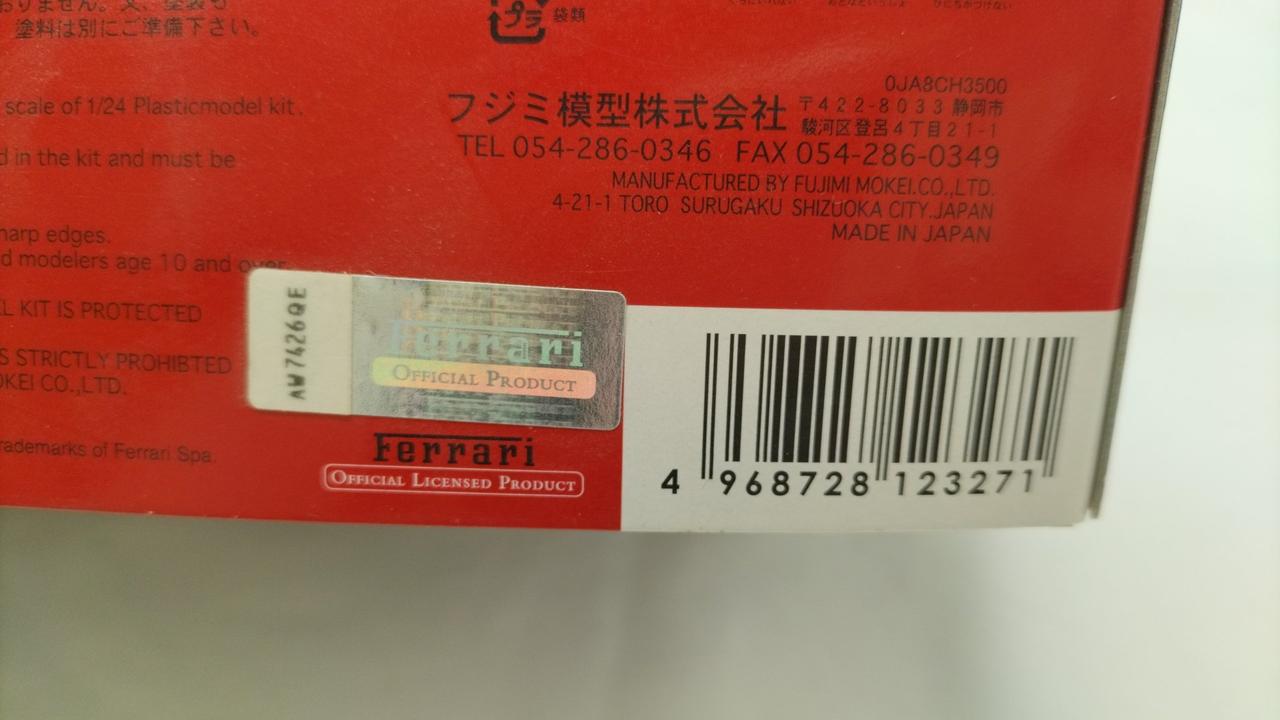 塗料は別にご準備下さい。
プラ
袋類
scale of 1/24 Plasticmodel kit.
d in the kit and must be
harp edges.
d modelers age 10 and over
L KIT IS PROTECTED
S STRICTLY PROHIBTED
OKEI CO.,LTD.
rademarks of Ferrari Spa.
0JA8CH3500
フジミ模型株式会社
〒422-8033 静岡市
駿河区登呂4丁目21-1
TEL 054-286-0346 FAX 054-286-0349
MANUFACTURED BY FUJIMI MOKEI.CO.,LTD.
4-21-1 TORO SURUGAKU SHIZUOKA CITY.JAPAN
MADE IN JAPAN
AW7426QE
Ferrari
OFFICIAL PRODUCT
Ferrari
OFFICIAL LICENSED PRODUCT
4 968728 123271